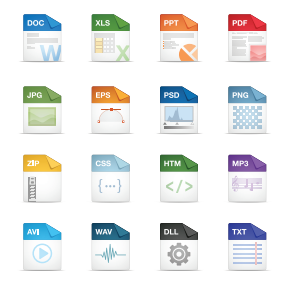 DOC XLS PPT PDF
W X
JPG EPS PSD PNG
ZIP CSS HTM MP3
{...} </>
AVI WAV DLL TXT